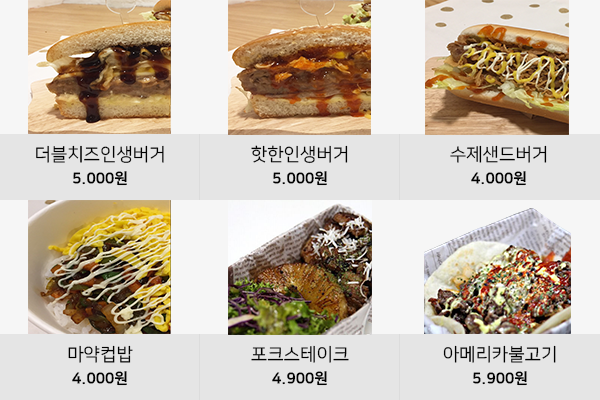 더블치즈인생버거
5.000원
핫한인생버거
5.000원
수제샌드버거
4.000원
마약컵밥
4.000원
포크스테이크
4.900원
아메리카불고기
5.900원